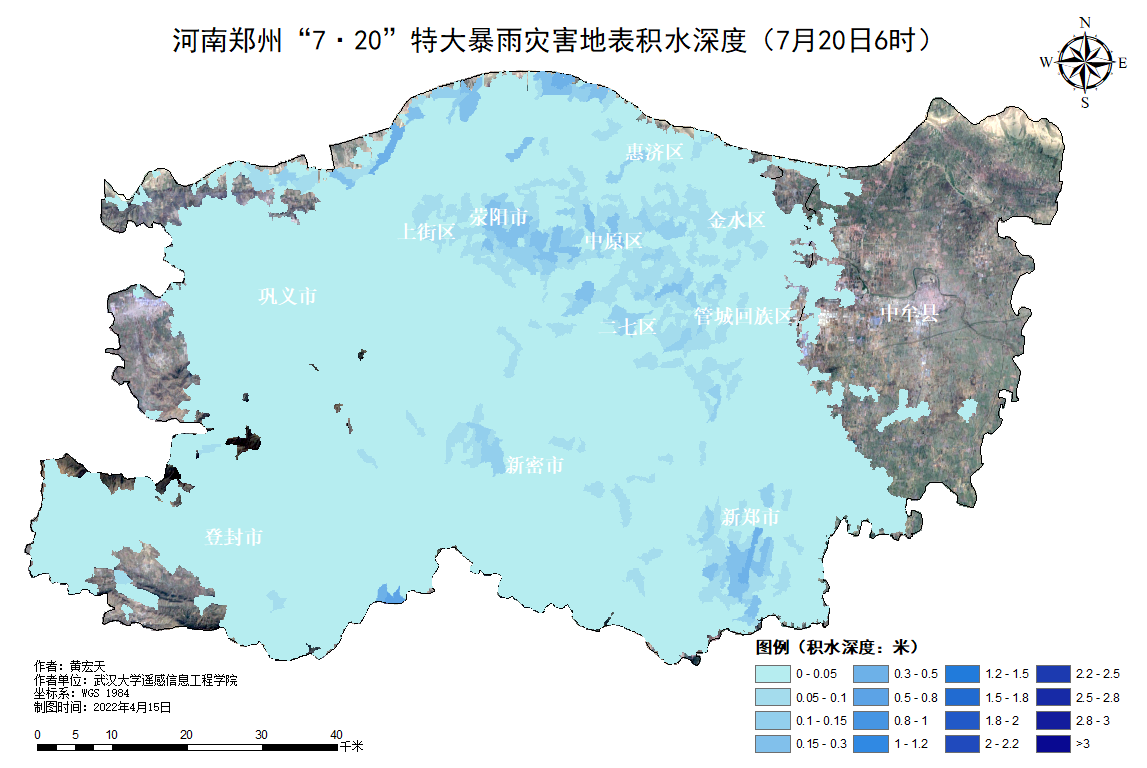 河南郑州“7·20”特大暴雨灾害地表积水深度（7月20日6时）
N
W E
S
惠济区
荥阳市
金水区
上街区
中原区
巩义市
中牟县
管城回族区
二七区
新密市
新郑市
登封市
图例（积水深度：米）
0 - 0.05 0.3 - 0.5 1.2 - 1.5 2.2 - 2.5
0.05 - 0.1 0.5 - 0.8 1.5 - 1.8 2.5 - 2.8
0.1 - 0.15 0.8 - 1 1.8 - 2 2.8 - 3
0.15 - 0.3 1 - 1.2 2 - 2.2 >3
作者：黄宏天
作者单位：武汉大学遥感信息工程学院
坐标系：WGS 1984
制图时间：2022年4月15日
0 5 10 20 30 40
千米